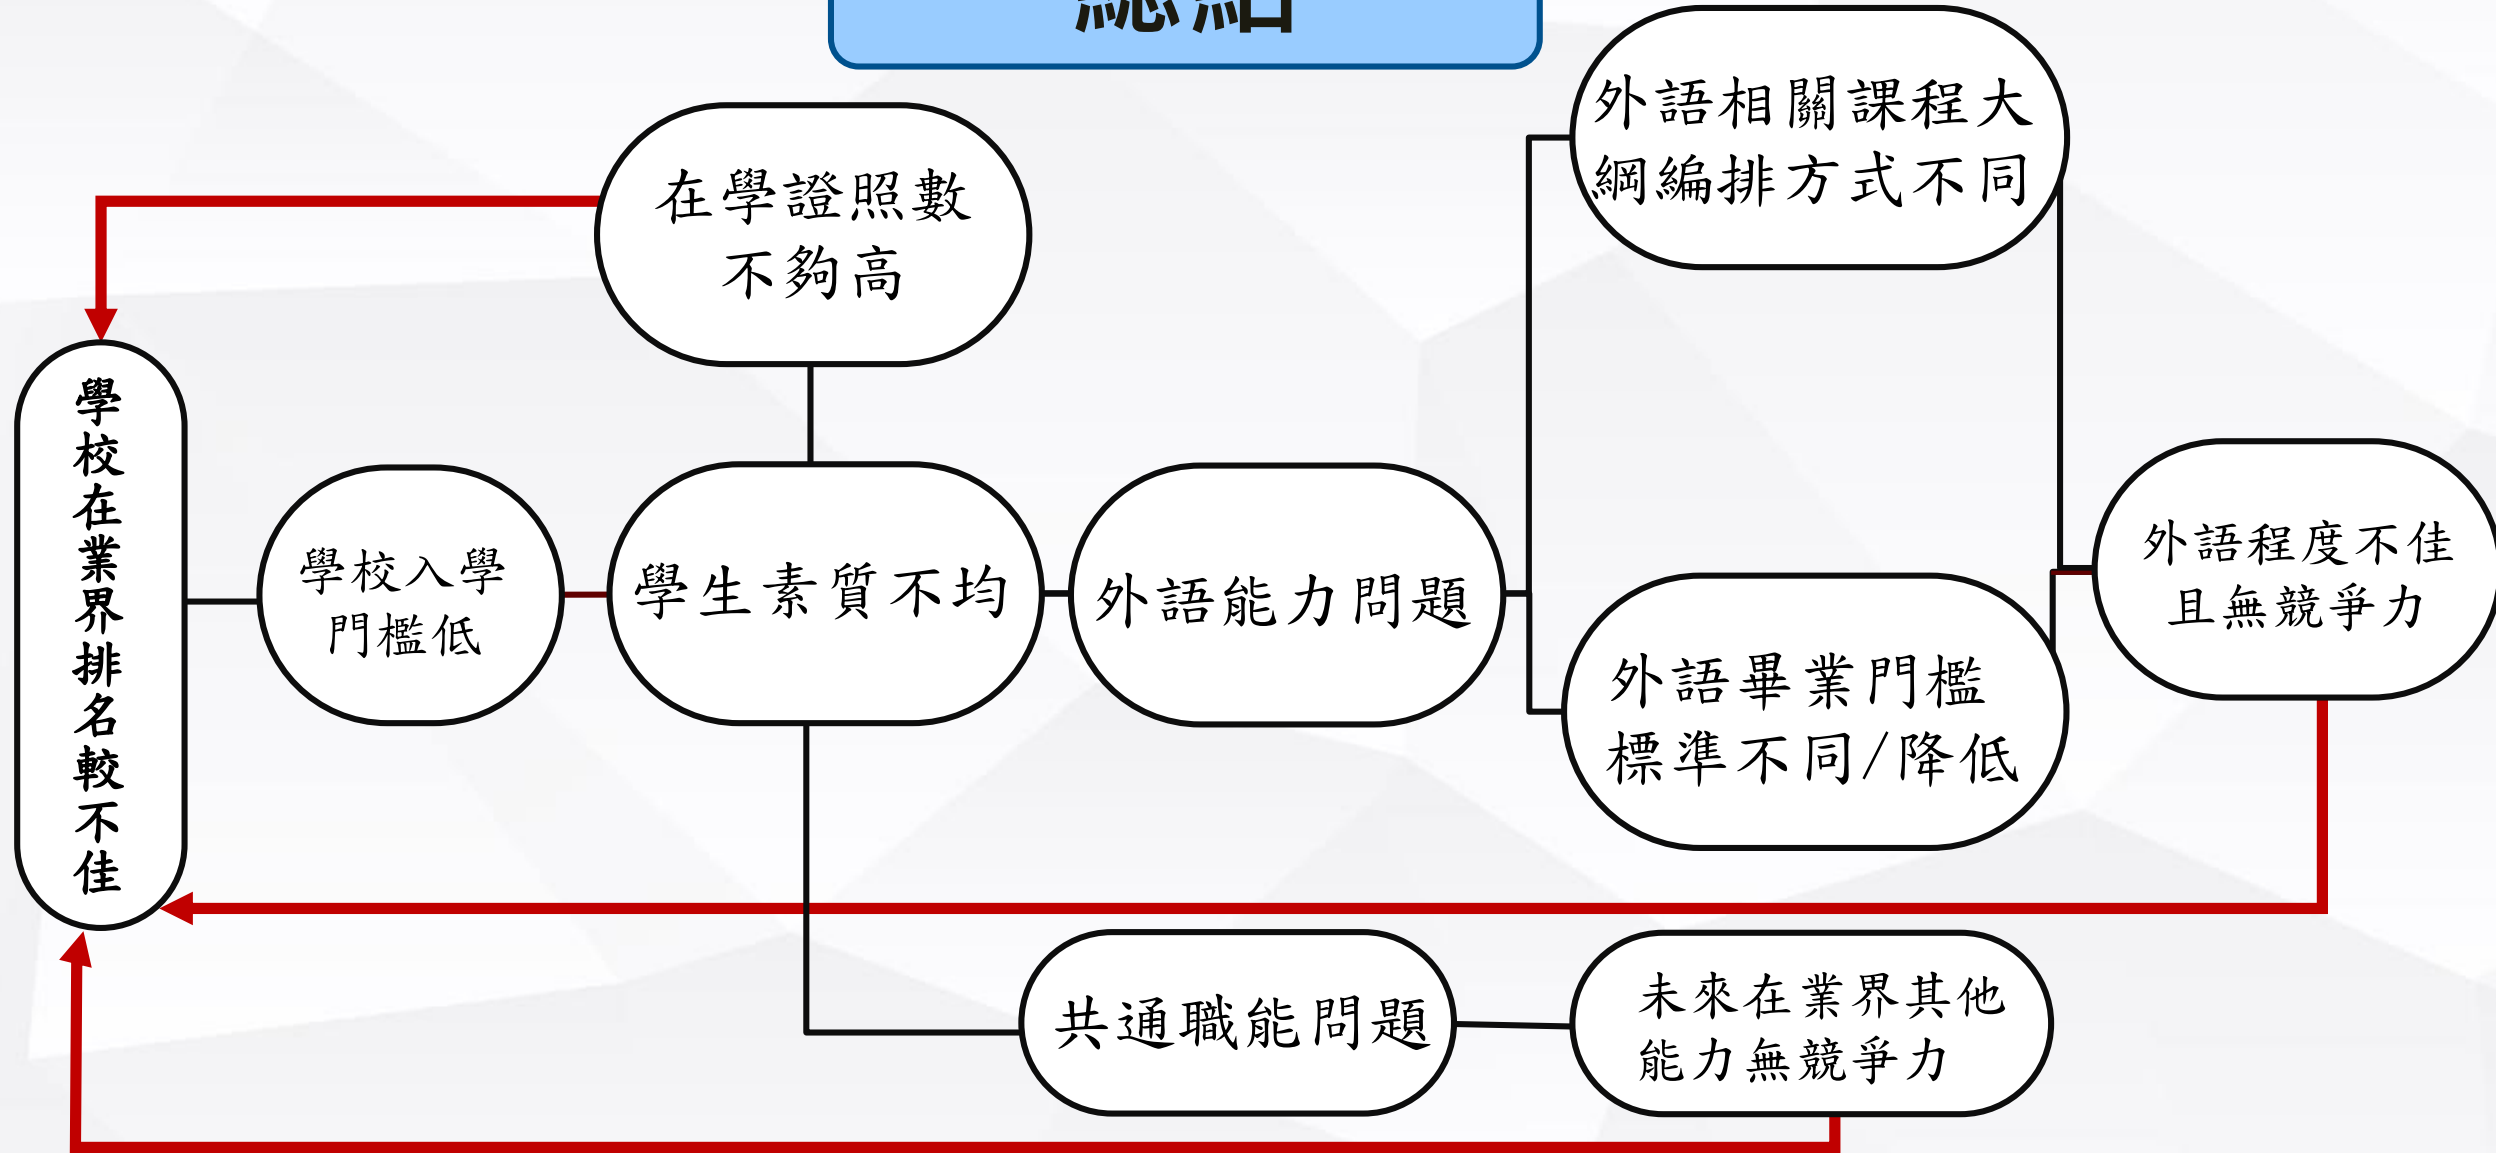 總結
在學證照數
不夠高
外語相關課程大
綱編排方式不同
學校在業界排名較不佳
學校入學
門檻低
學生素質不均
外語能力問題
外語程度不佳
且無競爭力
外語畢業門檻
標準不同/降低
共通職能問題
未來在業界其他
能力無競爭力